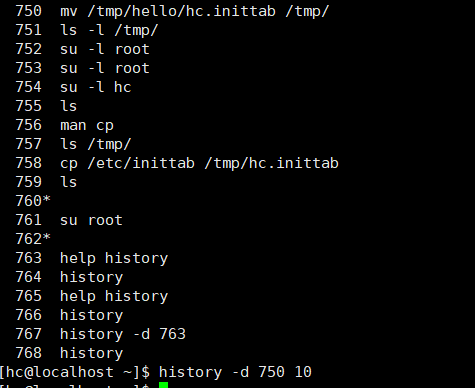 750  mv /tmp/hello/hc.inittab /tmp/
751  ls -l /tmp/
752  su -l root
753  su -l root
754  su -l hc
755  ls
756  man cp
757  ls /tmp/
758  cp /etc/inittab /tmp/hc.inittab
759  ls
760*
761  su root
762*
763  help history
764  history
765  help history
766  history
767  history -d 763
768  history
[hc@localhost ~]$ history -d 750 10
[hc@localhost ~]$